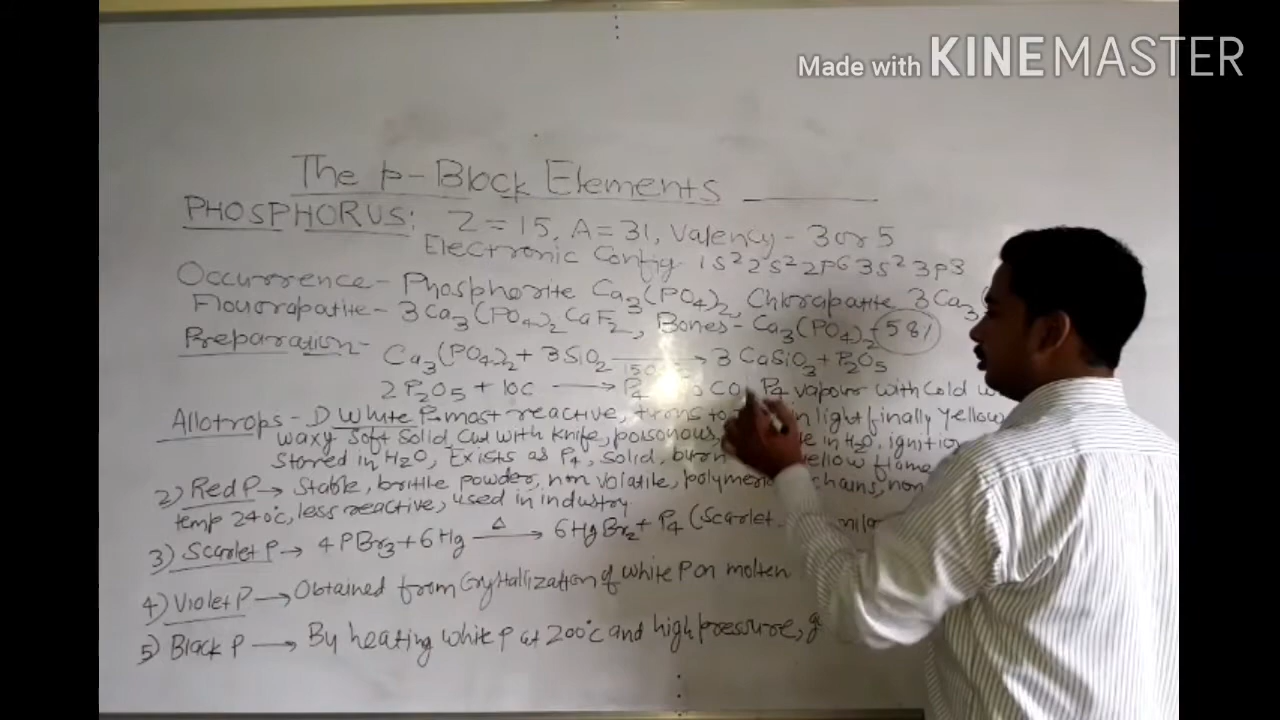 Made with KINEMASTER
The p-Block Elements
PHOSPHORUS: Z = 15, A = 31, Valency - 3 or 5
Electronic Config. 1s² 2s² 2p6 3s² 3p3
Occurrence - Phosphorite Ca₃(PO₄)₂, Chlorapatite 3Ca₃(
Flouorapatite - 3Ca₃(PO₄)₂CaF₂, Bones - Ca₃(PO₄)₂ - 58%
Preparation - Ca₃(PO₄)₂ + 3SiO₂ → 3CaSiO₃ + P₂O₅
2P₂O₅ + 10C → P₄ CO, P₄ vapour with cold
Allotrops - 1) White P - most reactive, turns to in light finally yellow
waxy soft solid, cut with knife, poisonous, in H₂O, ignition
Stored in H₂O, Exists as P₄, solid, burn yellow flame
2) Red P → Stable, brittle powder, non volatile, polymeric chains, non
temp 240°C, less reactive, used in industry.
3) Scarlet P → 4PBr₃ + 6Hg △→ 6HgBr₂ + P₄ (Scarlet
4) Violet P → Obtained from Crytallization of white P on molten
5) Black P → By heating white P at 200°C and high pressure,